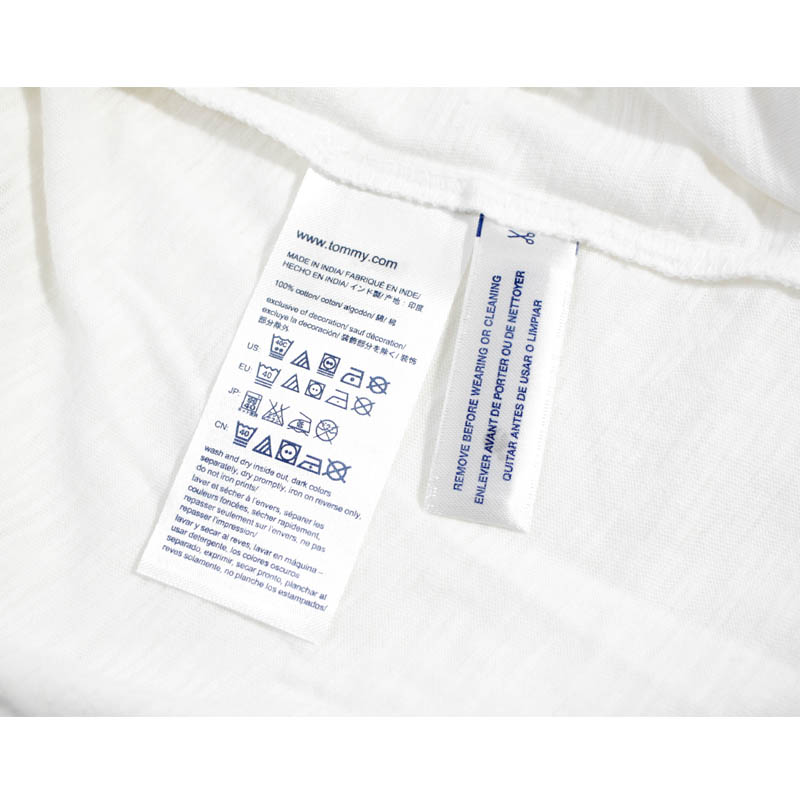 www.tommy.com
MADE IN INDIA/ FABRIQUÉ EN INDE/
HECHO EN INDIA/ インド製/ 产地：印度
100% cotton/ coton/ algodón/ 綿/ 棉
exclusive of decoration/ sauf décoration/
excluye la decoración/ 装飾部分を除く/ 装饰
部分除外
US: 40C
EU: 40
JP: 40
CN: 40
wash and dry inside out, dark colors
separately, dry promptly, iron on reverse only,
do not iron prints/
laver et sécher à l'envers, séparer les
couleurs foncées, sécher rapidement,
repasser seulement sur l'envers, ne pas
repasser l'impression/
lavar y secar al reves, lavar en máquina –
usar detergente, los colores oscuros
separado, exprimir, secar pronto, planchar al
reves solamente, no planche los estampados/
REMOVE BEFORE WEARING OR CLEANING
ENLEVER AVANT DE PORTER OU DE NETTOYER
QUITAR ANTES DE USAR O LIMPIAR